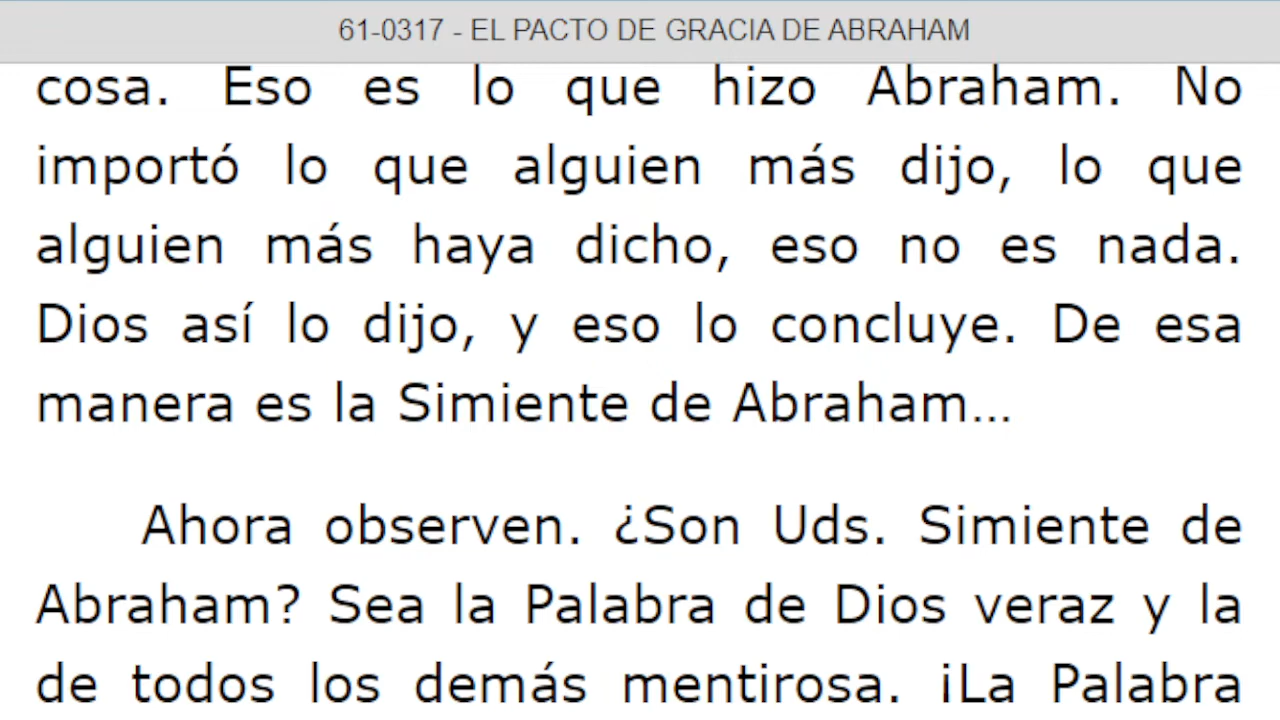 61-0317 - EL PACTO DE GRACIA DE ABRAHAM
cosa. Eso es lo que hizo Abraham. No
importó lo que alguien más dijo, lo que
alguien más haya dicho, eso no es nada.
Dios así lo dijo, y eso lo concluye. De esa
manera es la Simiente de Abraham...
Ahora observen. ¿Son Uds. Simiente de
Abraham? Sea la Palabra de Dios veraz y la
de todos los demás mentirosa. ¡La Palabra